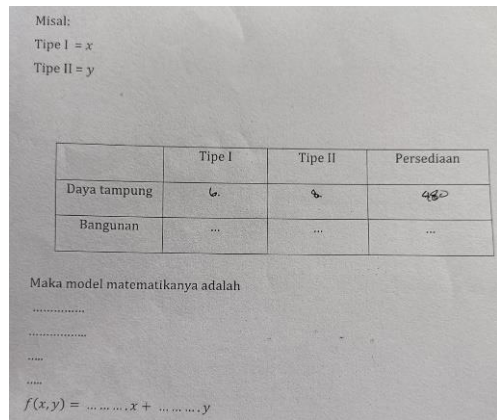 Misal:
Tipe I = x
Tipe II = y
Tipe I Tipe II Persediaan
Daya tampung 6. 8. 480
Bangunan ... ... ...
Maka model matematikanya adalah
...............
.................
.....
.....
f(x,y) = ... ... ... .x + ... ... ... .y